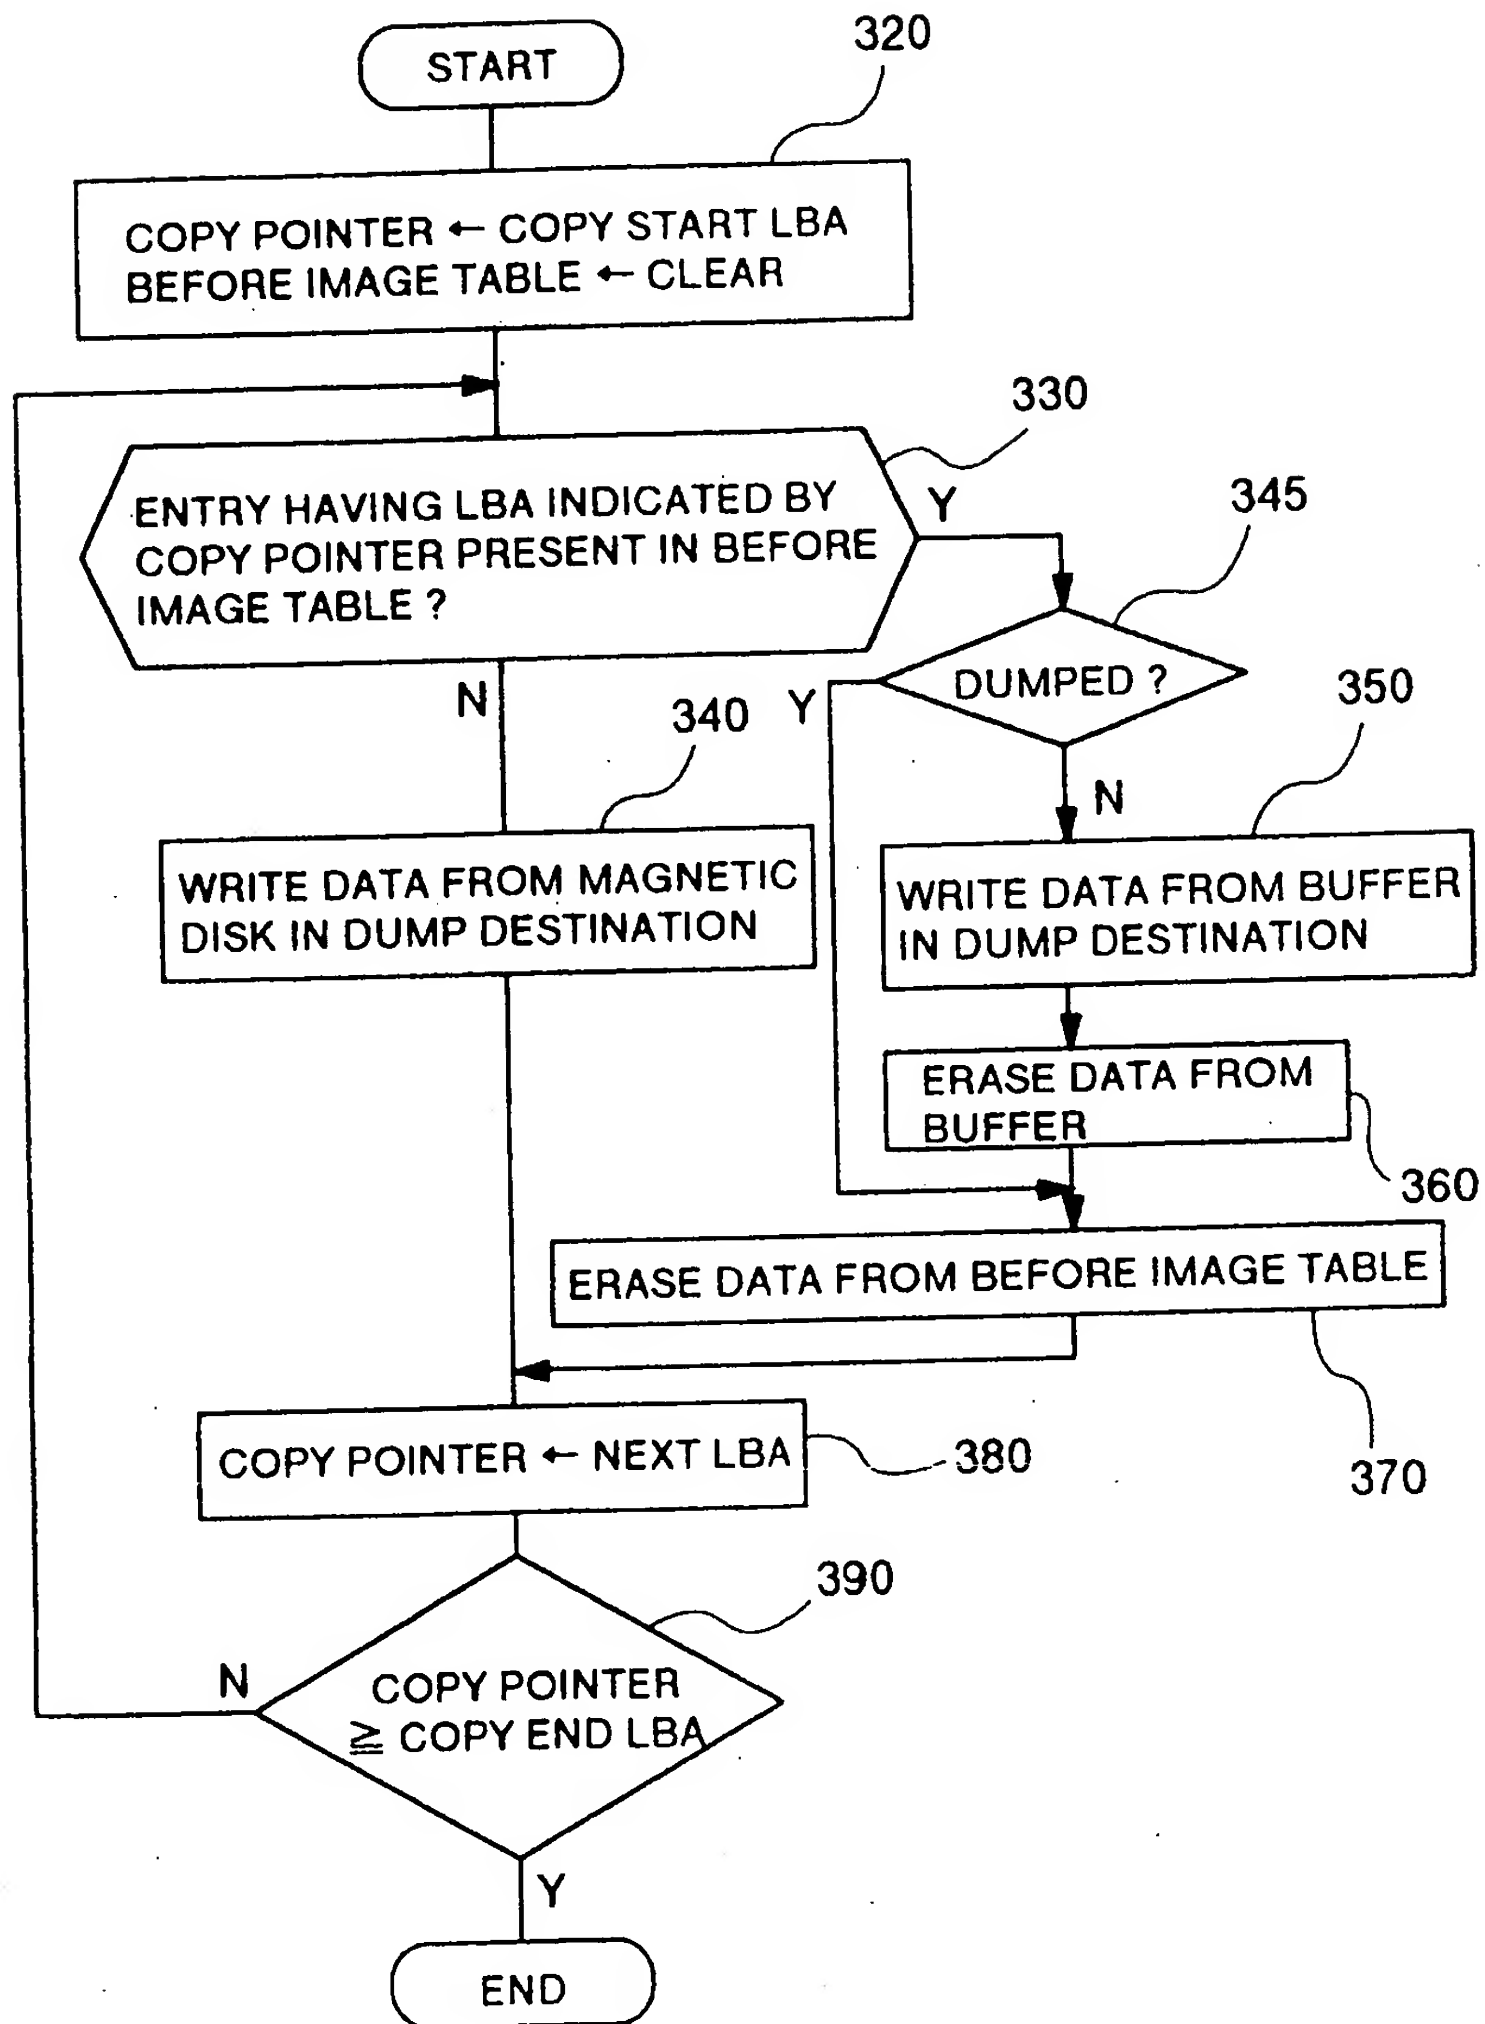 START
320
COPY POINTER ← COPY START LBA
BEFORE IMAGE TABLE ← CLEAR
330
ENTRY HAVING LBA INDICATED BY
COPY POINTER PRESENT IN BEFORE
IMAGE TABLE ?
Y
345
DUMPED ?
Y
N
N
340
350
WRITE DATA FROM MAGNETIC
DISK IN DUMP DESTINATION
WRITE DATA FROM BUFFER
IN DUMP DESTINATION
ERASE DATA FROM
BUFFER
360
ERASE DATA FROM BEFORE IMAGE TABLE
370
COPY POINTER ← NEXT LBA
380
390
COPY POINTER
≧ COPY END LBA
N
Y
END